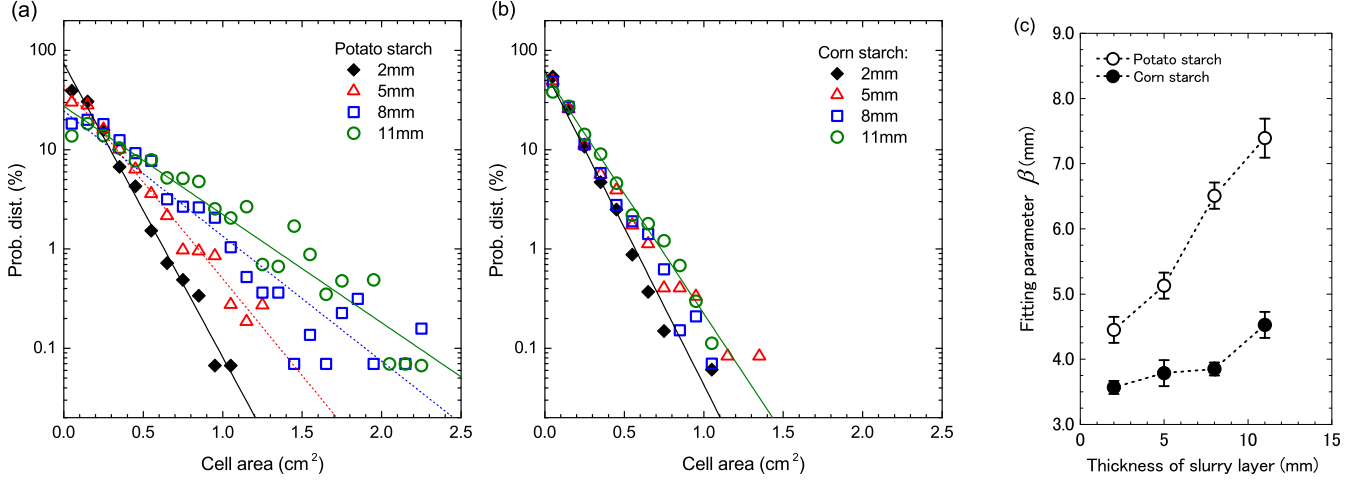 (a)
Potato starch
2mm
5mm
8mm
11mm
100
10
1
0.1
Prob. dist. (%)
0.0 0.5 1.0 1.5 2.0 2.5
Cell area (cm2)
(b)
Corn starch:
2mm
5mm
8mm
11mm
100
10
1
0.1
Prob. dist. (%)
0.0 0.5 1.0 1.5 2.0 2.5
Cell area (cm2)
(c)
Potato starch
Corn starch
9.0
8.0
7.0
6.0
5.0
4.0
3.0
Fitting parameter β (mm)
0 5 10 15
Thickness of slurry layer (mm)